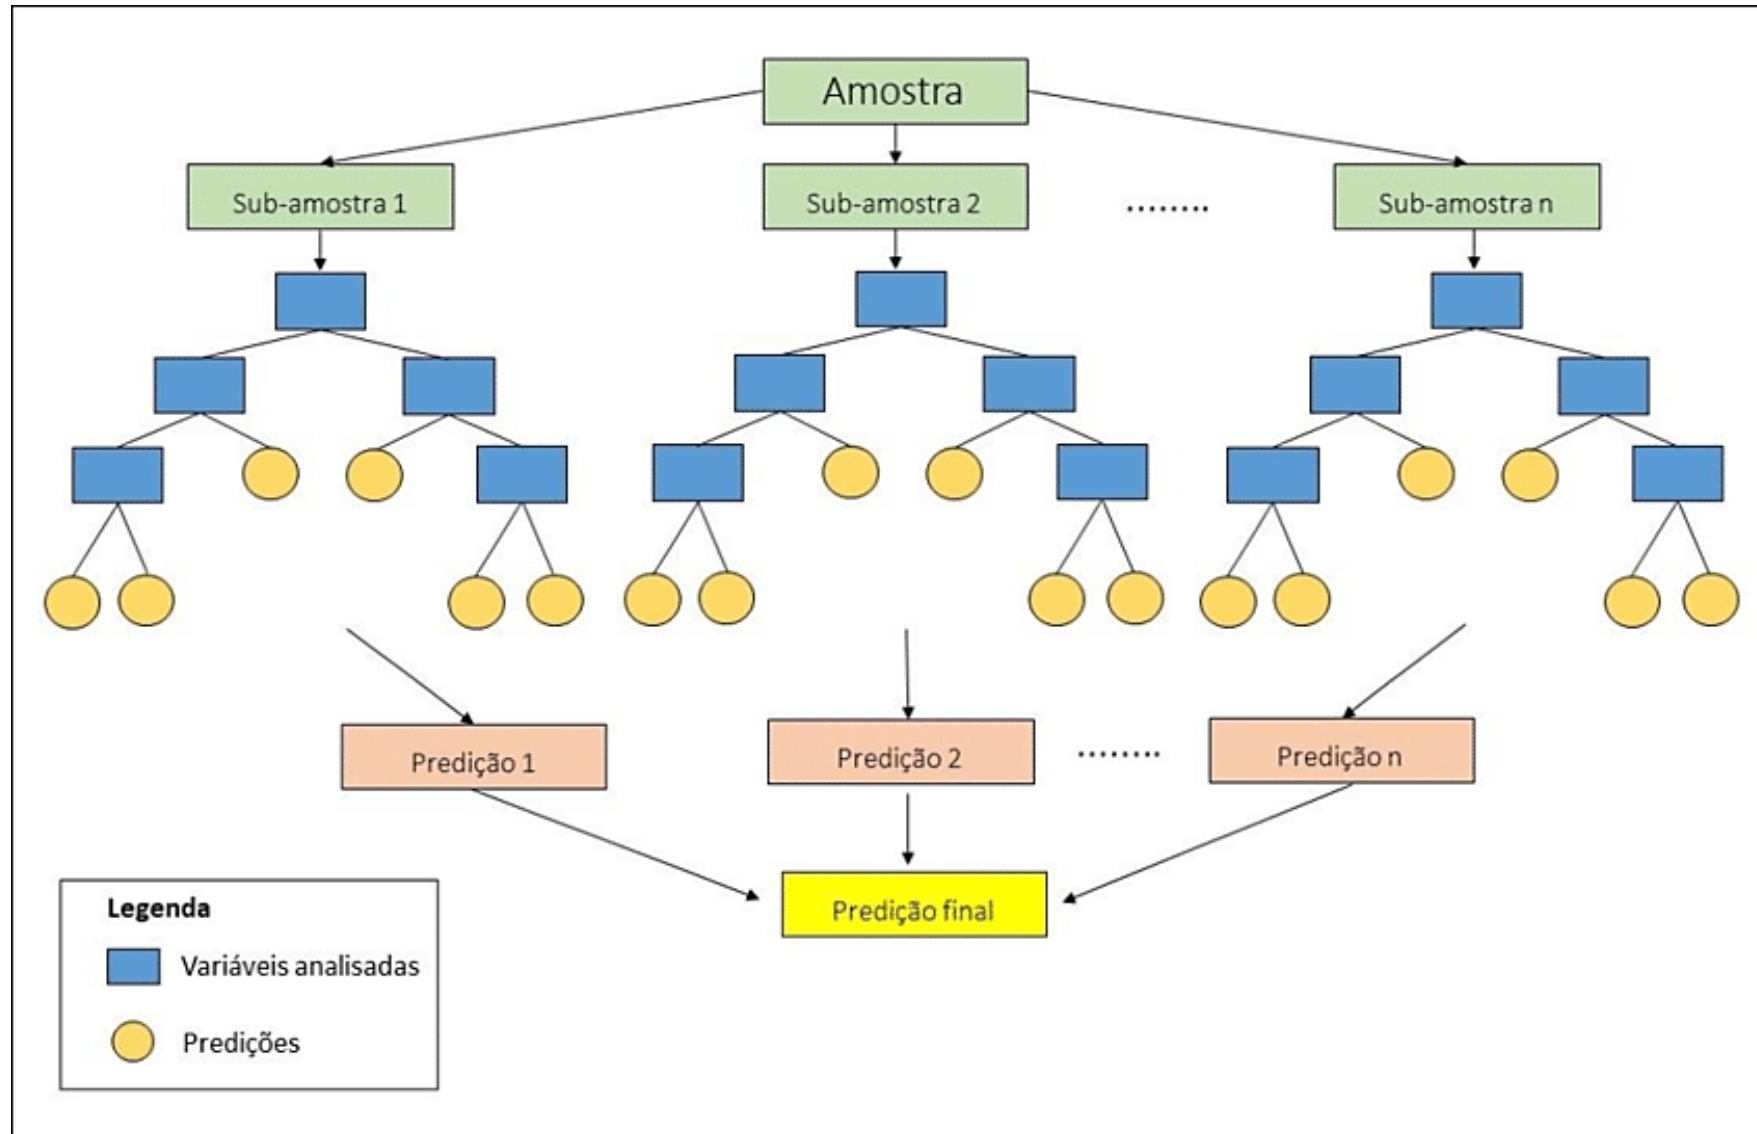 Amostra
Sub-amostra 1
Sub-amostra 2
........
Sub-amostra n
Predição 1
Predição 2
........
Predição n
Predição final
Legenda
Variáveis analisadas
Predições